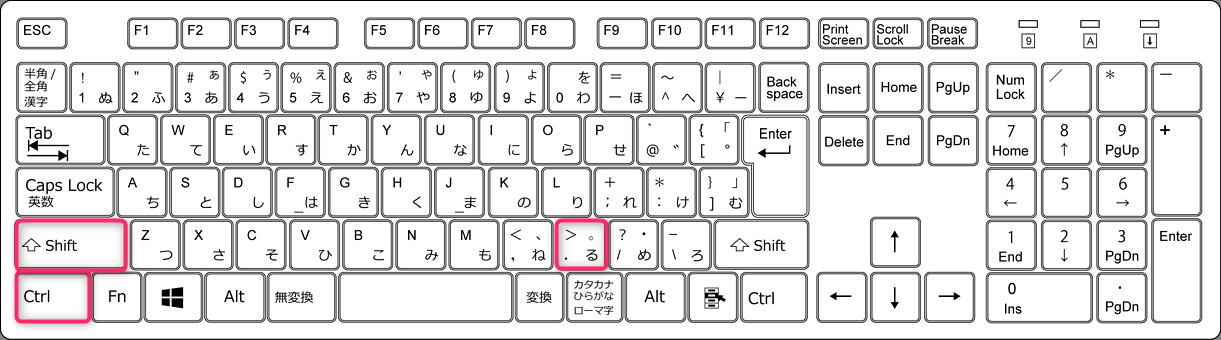 ESC F1 F2 F3 F4 F5 F6 F7 F8 F9 F10 F11 F12 Print Screen Scroll Lock Pause Break 9 A
半角/全角 漢字 ! 1 ぬ " 2 ふ # ぁ 3 あ $ ぅ 4 う % ぇ 5 え & ぉ 6 お ' ゃ 7 や ( ゅ 8 ゆ ) ょ 9 よ を 0 わ = ー ほ 〜 ^ へ | ¥ ー Back space Insert Home PgUp Num Lock ／ * －
Tab Q た W て E い R す T か Y ん U な I に O ら P せ ` @ ゛ { 「 [ ° Enter Delete End PgDn 7 Home 8 ↑ 9 PgUp +
Caps Lock 英数 A ち S と D し F _は G き H く J _ま K の L り + ; れ * : け } 」 ] む 4 ← 5 6 →
Shift Z つ X さ C そ V ひ B こ N み M も < 、 , ね > 。 . る ? ・ / め _ \ ろ Shift ↑ 1 End 2 ↓ 3 PgDn Enter
Ctrl Fn Alt 無変換 変換 カタカナ ひらがな ローマ字 Alt Ctrl ← ↓ → 0 Ins . PgDn